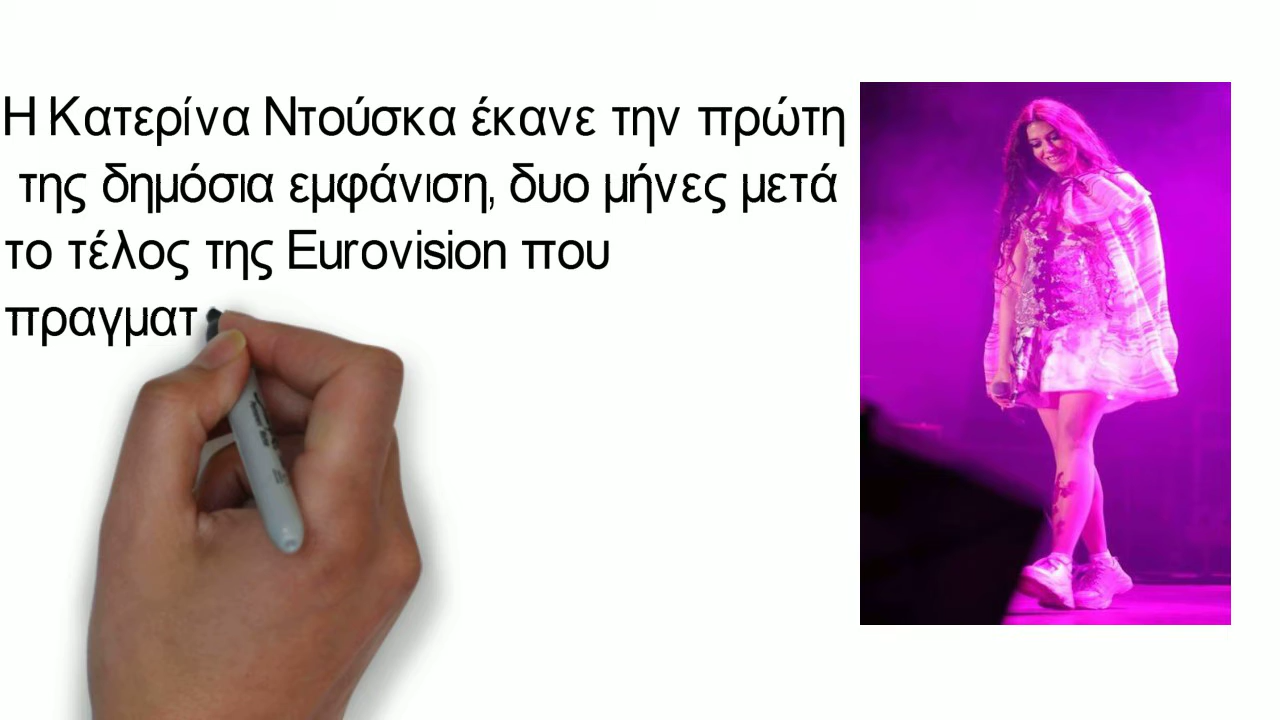 Η Κατερίνα Ντούσκα έκανε την πρώτη
της δημόσια εμφάνιση, δυο μήνες μετά
το τέλος της Eurovision που
πραγματ